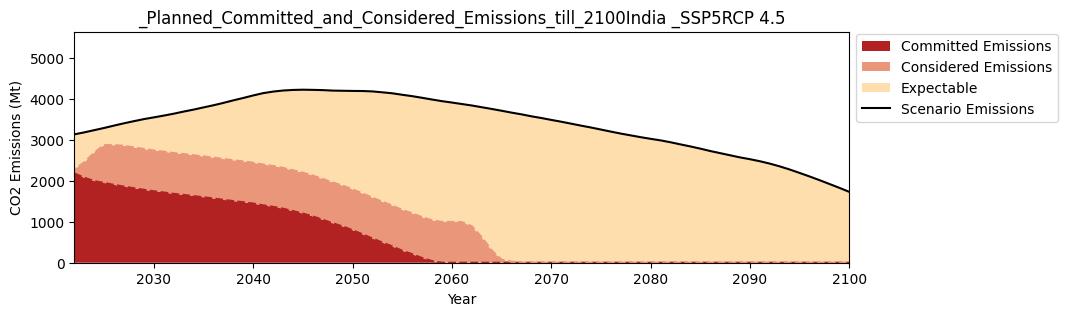 _Planned_Committed_and_Considered_Emissions_till_2100India _SSP5RCP 4.5
5000
4000
3000
2000
1000
0
CO2 Emissions (Mt)
2030 2040 2050 2060 2070 2080 2090 2100
Year
Committed Emissions
Considered Emissions
Expectable
Scenario Emissions